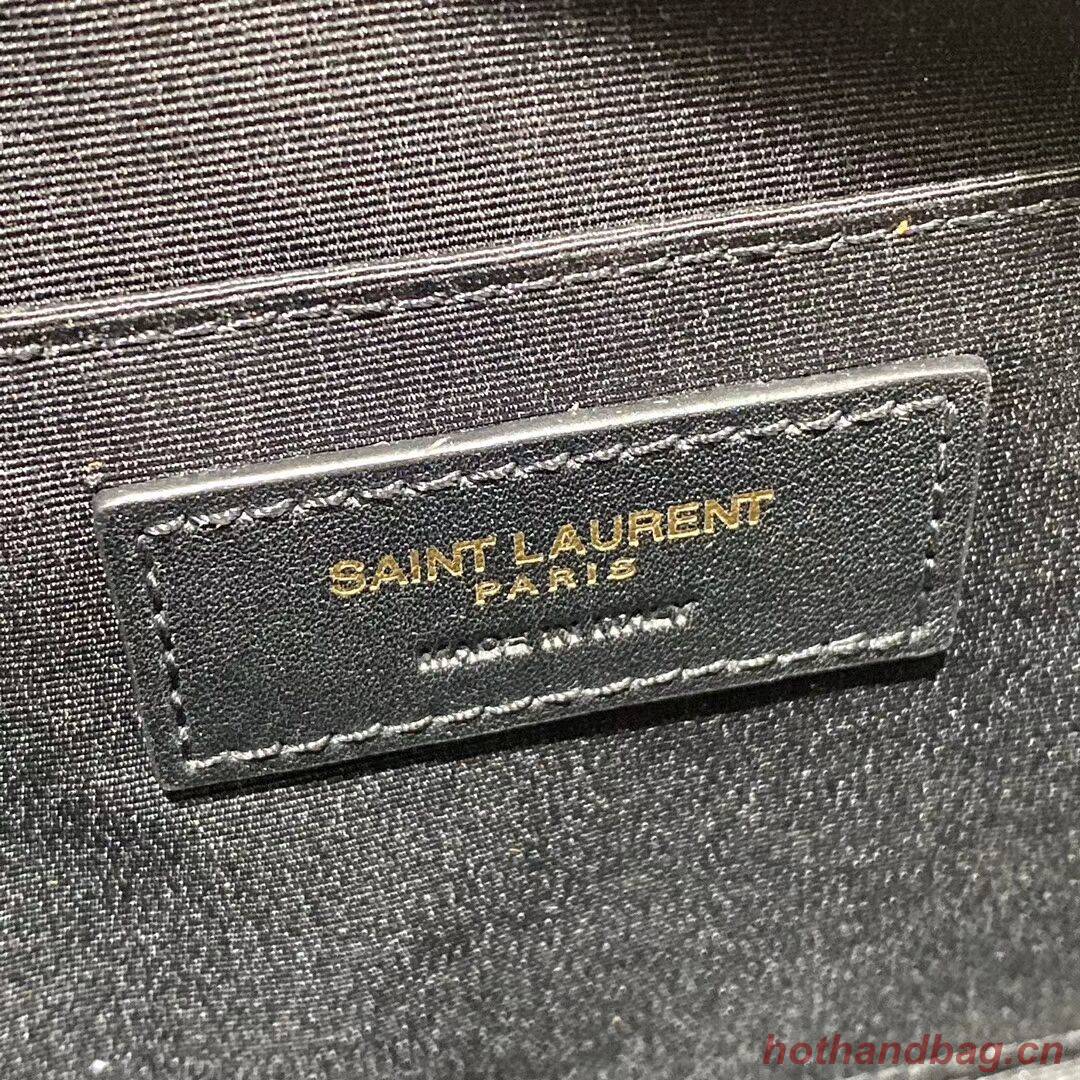 SAINT LAURENT
PARIS
MADE IN ITALY
hothandbag.cn